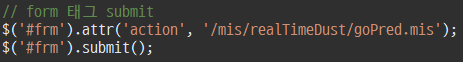 // form 태그 submit
$('#frm').attr('action', '/mis/realTimeDust/goPred.mis');
$('#frm').submit();